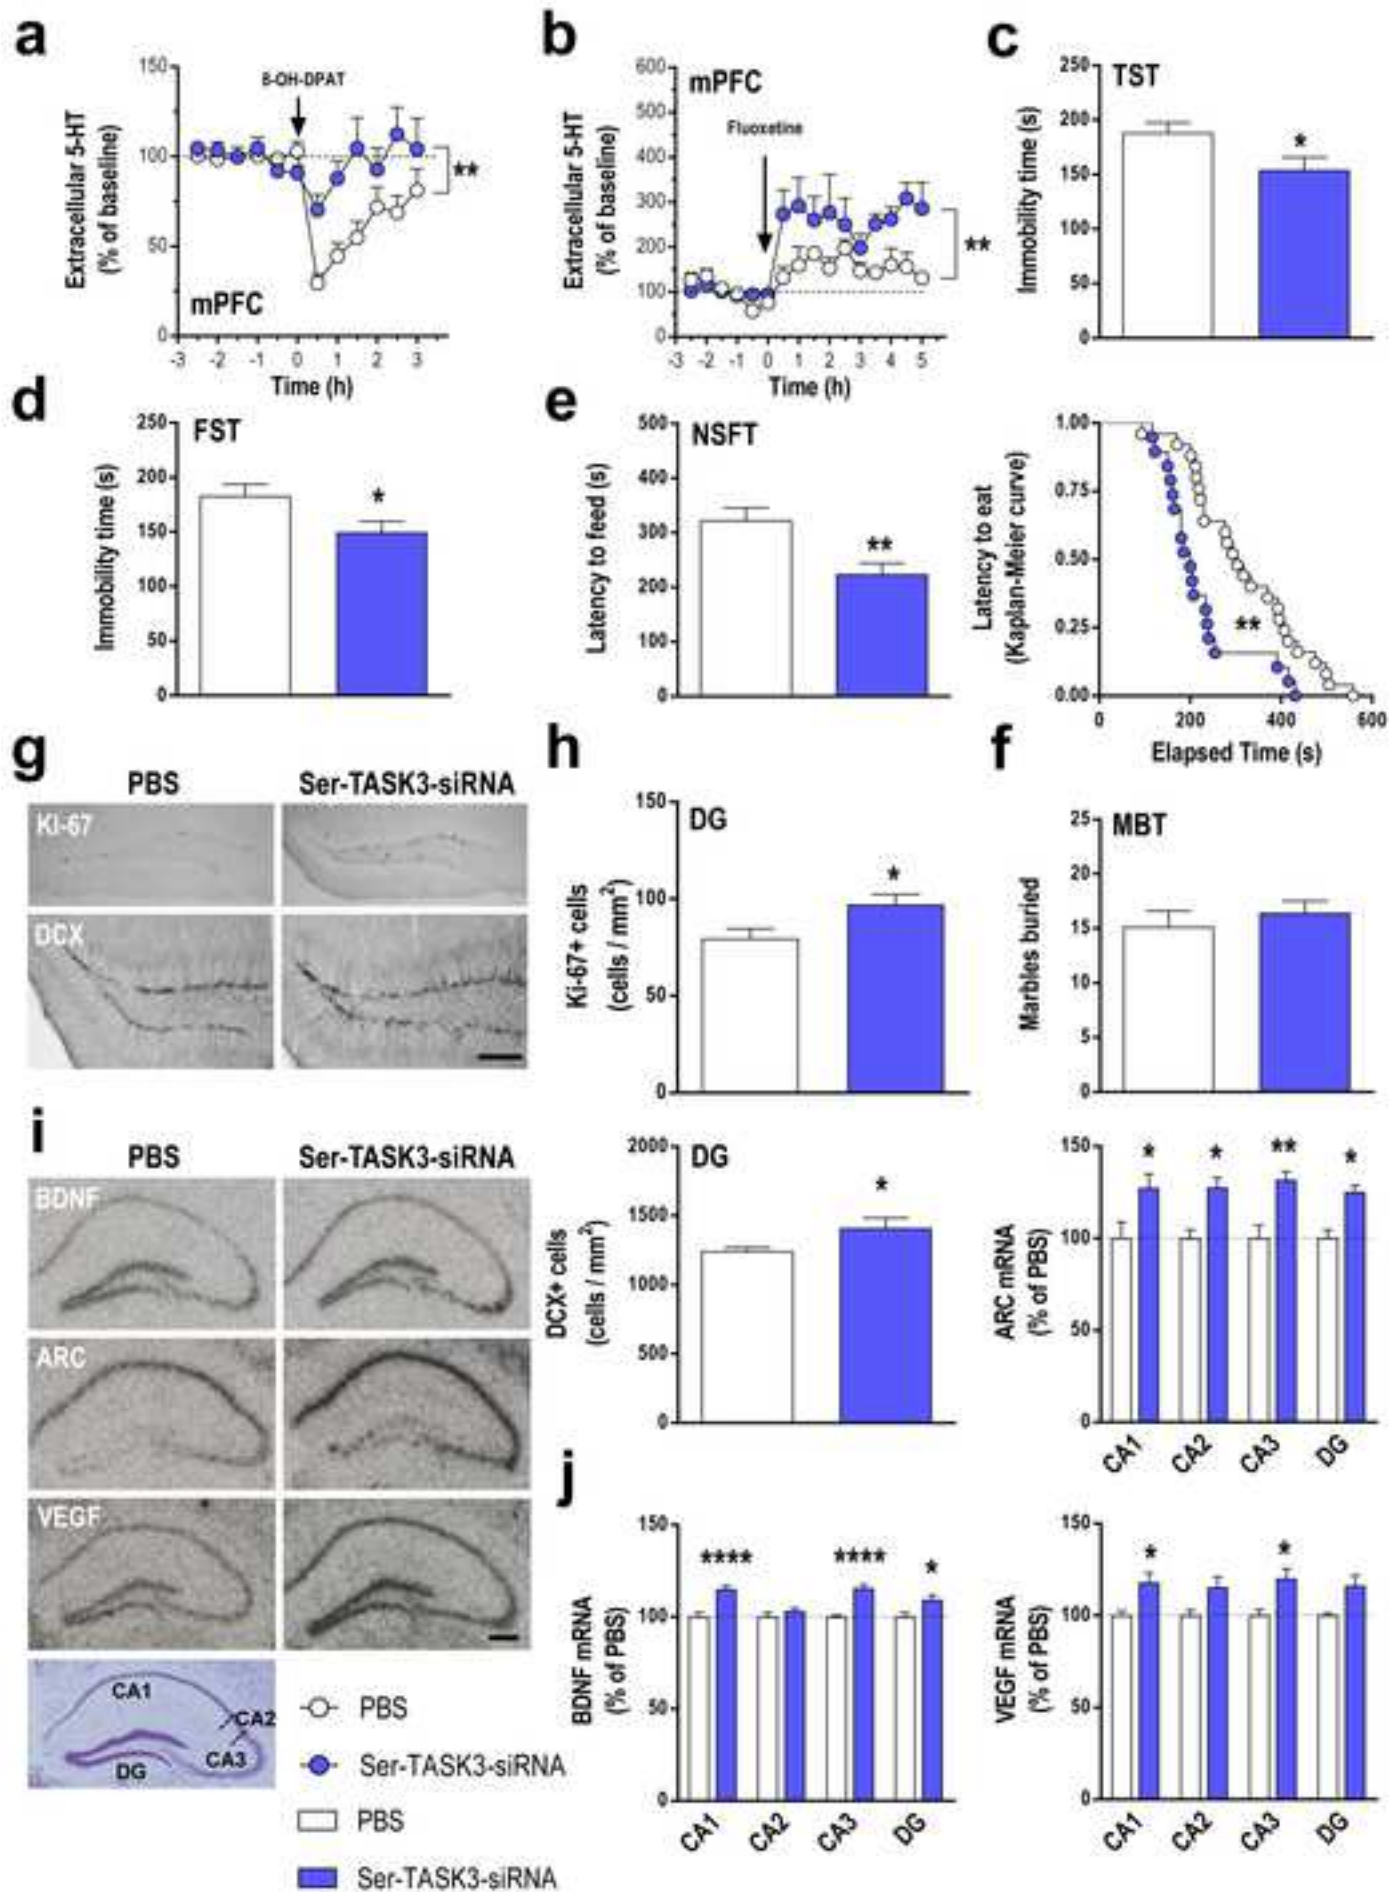 a
150
100
50
0
Extracellular 5-HT
(% of baseline)
8-OH-DPAT
**
mPFC
-3 -2 -1 0 1 2 3
Time (h)
b
600
500
400
300
200
100
0
Extracellular 5-HT
(% of baseline)
mPFC
Fluoxetine
**
-3 -2 -1 0 1 2 3 4 5
Time (h)
c
250
200
150
100
50
0
Immobility time (s)
TST
*
d
250
200
150
100
50
0
Immobility time (s)
FST
*
e
500
400
300
200
100
0
Latency to feed (s)
NSFT
**
1.00
0.75
0.50
0.25
0.00
Latency to eat
(Kaplan-Meier curve)
**
0 200 400 600
Elapsed Time (s)
g
PBS Ser-TASK3-siRNA
KI-67
DCX
h
150
100
50
0
Ki-67+ cells
(cells / mm²)
DG
*
f
25
20
15
10
5
0
Marbles buried
MBT
i
PBS Ser-TASK3-siRNA
BDNF
ARC
VEGF
CA1
CA2
CA3
DG
PBS
Ser-TASK3-siRNA
PBS
Ser-TASK3-siRNA
2000
1500
1000
500
0
DCX+ cells
(cells / mm²)
DG
*
150
100
50
0
ARC mRNA
(% of PBS)
* * ** *
CA1 CA2 CA3 DG
j
150
100
50
0
BDNF mRNA
(% of PBS)
**** **** *
CA1 CA2 CA3 DG
150
100
50
0
VEGF mRNA
(% of PBS)
* *
CA1 CA2 CA3 DG